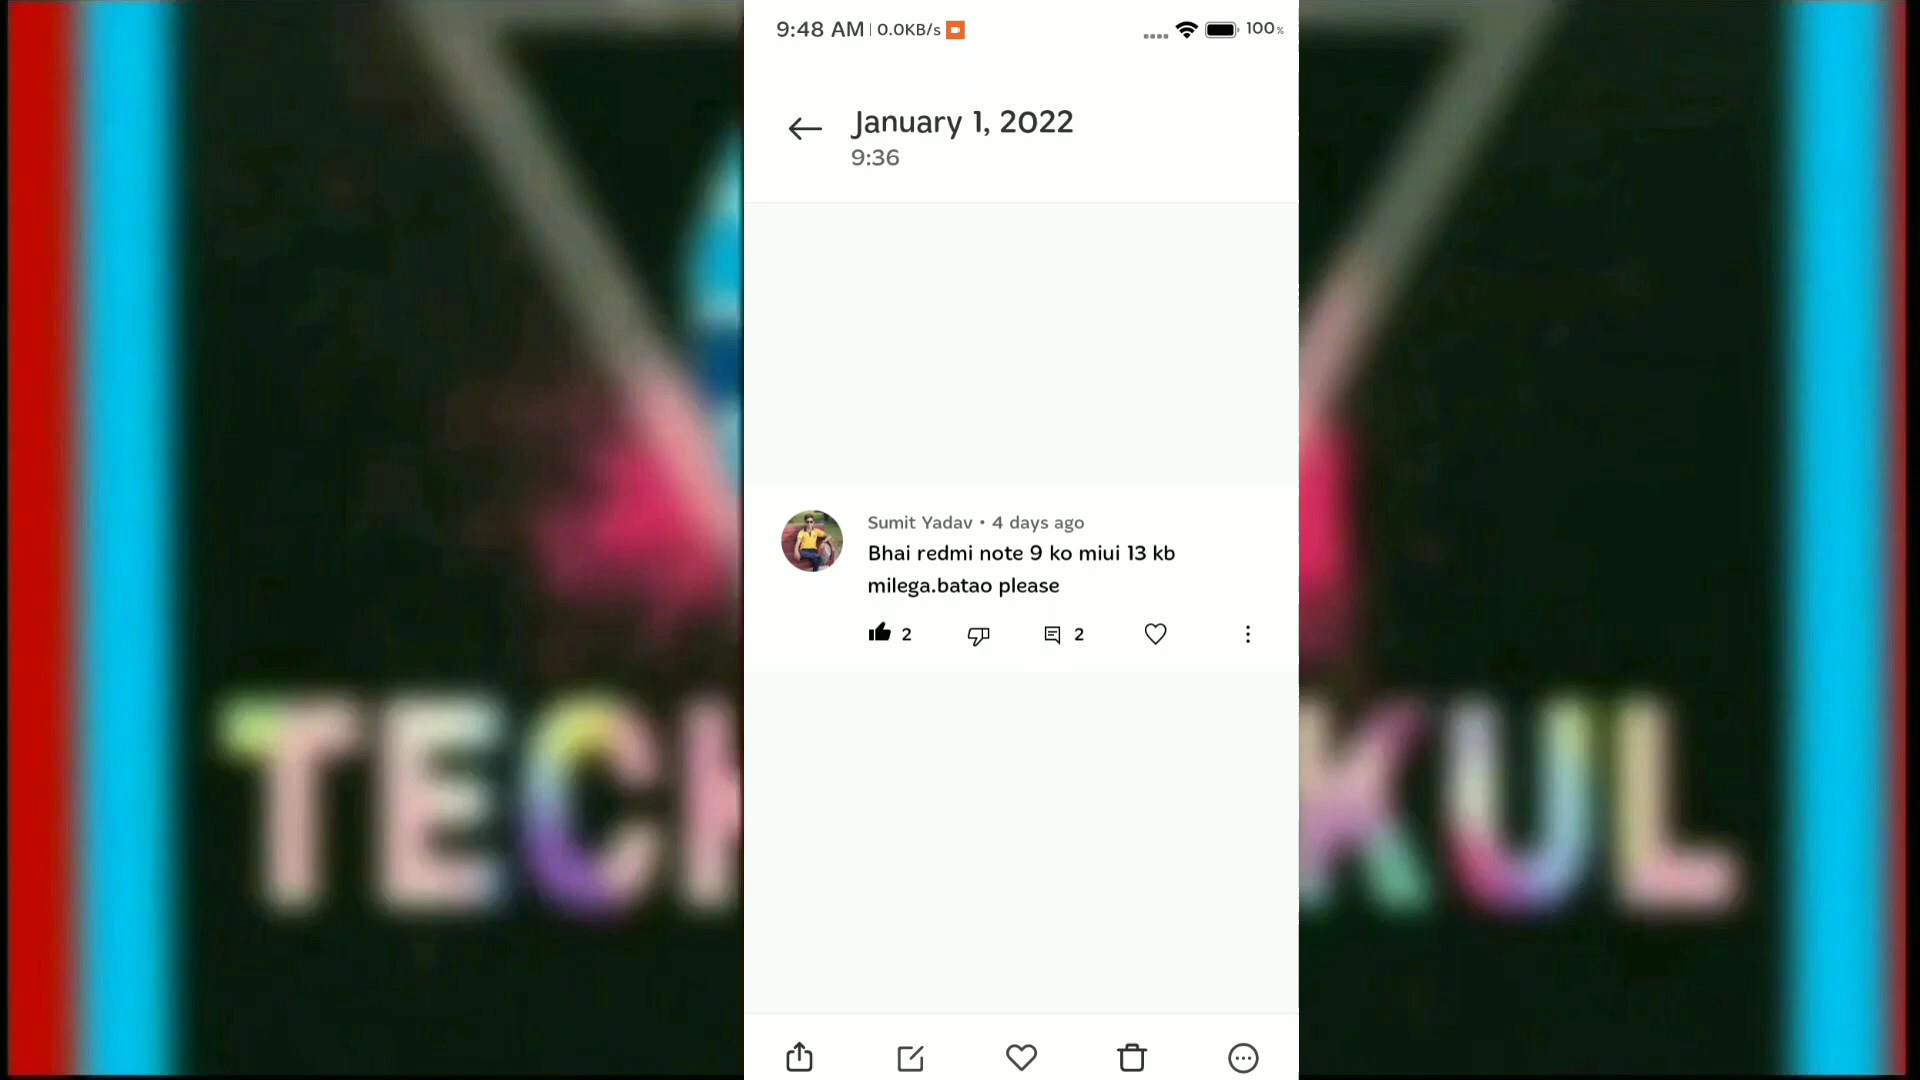 9:48 AM | 0.0KB/s
100%
January 1, 2022
9:36
Sumit Yadav • 4 days ago
Bhai redmi note 9 ko miui 13 kb
milega.batao please
2
2
TEC
KUL